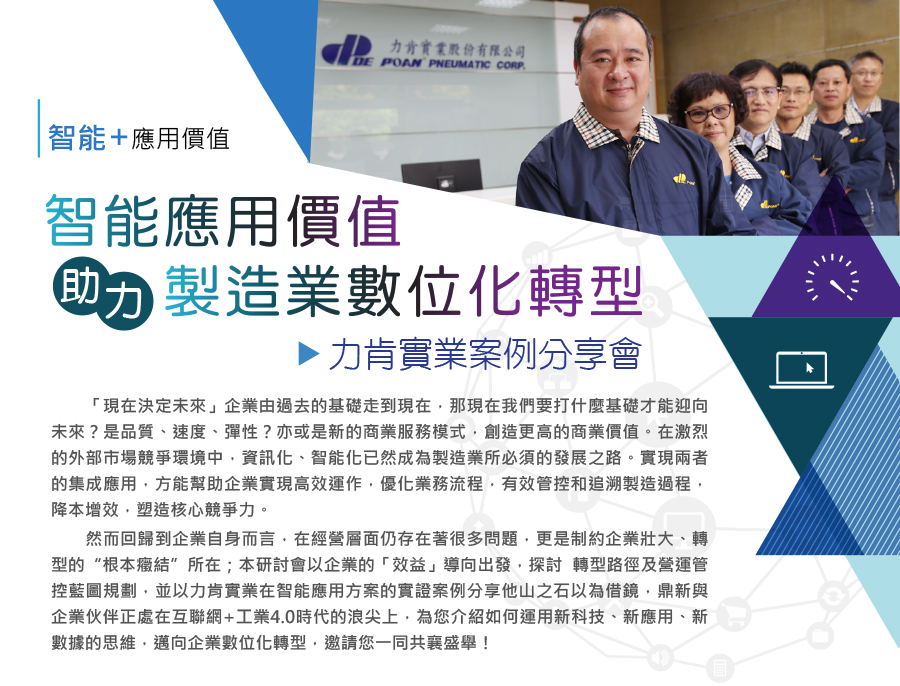 力肯實業股份有限公司
DE POAN PNEUMATIC CORP.
智能+應用價值
智能應用價值
助力 製造業數位化轉型
▶力肯實業案例分享會
「現在決定未來」企業由過去的基礎走到現在，那現在我們要打什麼基礎才能迎向
未來？是品質、速度、彈性？亦或是新的商業服務模式，創造更高的商業價值。在激烈
的外部市場競爭環境中，資訊化、智能化已然成為製造業所必須的發展之路。實現兩者
的集成應用，方能幫助企業實現高效運作，優化業務流程，有效管控和追溯製造過程，
降本增效，塑造核心競爭力。
然而回歸到企業自身而言，在經營層面仍存在著很多問題，更是制約企業壯大、轉
型的“根本癥結”所在；本研討會以企業的「效益」導向出發，探討 轉型路徑及營運管
控藍圖規劃，並以力肯實業在智能應用方案的實證案例分享他山之石以為借鏡，鼎新與
企業伙伴正處在互聯網+工業4.0時代的浪尖上，為您介紹如何運用新科技、新應用、新
數據的思維，邁向企業數位化轉型，邀請您一同共襄盛舉！